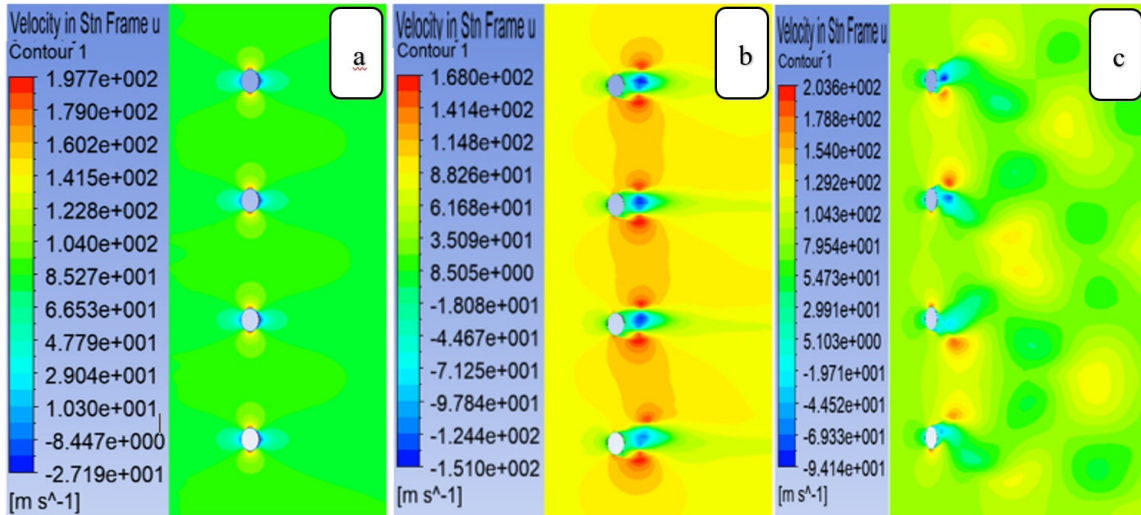 Velocity in Stn Frame u
Contour 1
1.977e+002
1.790e+002
1.602e+002
1.415e+002
1.228e+002
1.040e+002
8.527e+001
6.653e+001
4.779e+001
2.904e+001
1.030e+001
-8.447e+000
-2.719e+001
[m s^-1]
a
Velocity in Stn Frame u
Contour 1
1.680e+002
1.414e+002
1.148e+002
8.826e+001
6.168e+001
3.509e+001
8.505e+000
-1.808e+001
-4.467e+001
-7.125e+001
-9.784e+001
-1.244e+002
-1.510e+002
[m s^-1]
b
Velocity in Stn Frame u
Contour 1
2.036e+002
1.788e+002
1.540e+002
1.292e+002
1.043e+002
7.954e+001
5.473e+001
2.991e+001
5.103e+000
-1.971e+001
-4.452e+001
-6.933e+001
-9.414e+001
[m s^-1]
c